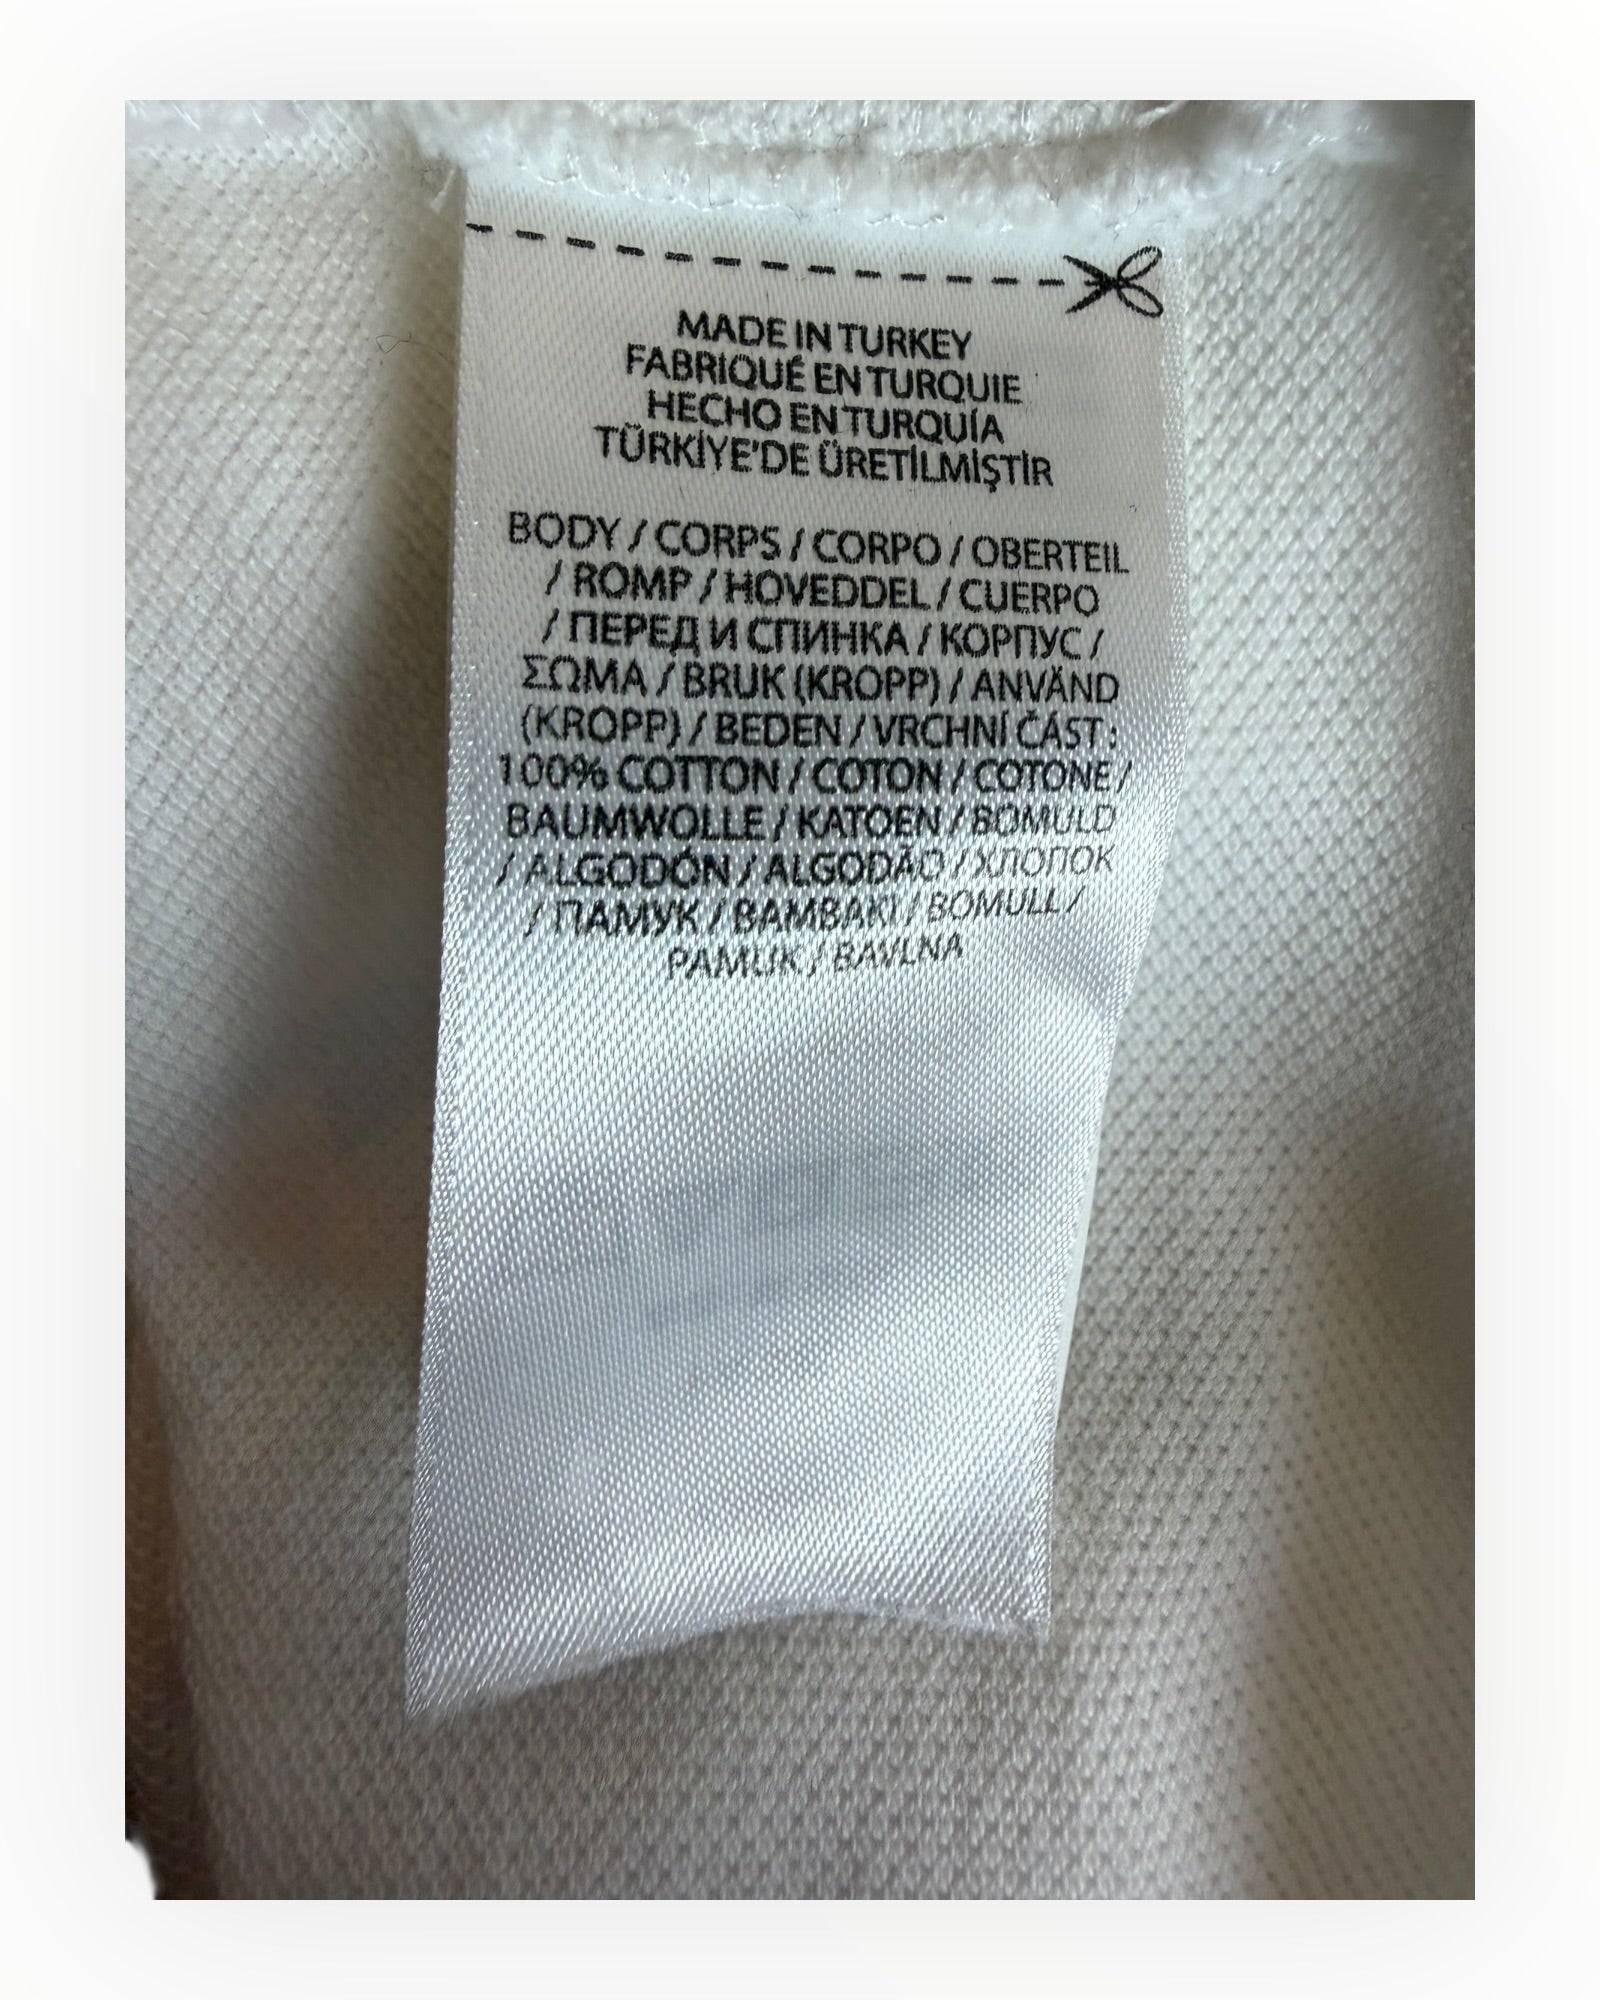 MADE IN TURKEY
FABRIQUÉ EN TURQUIE
HECHO EN TURQUÍA
TÜRKİYE'DE ÜRETİLMİŞTİR
BODY / CORPS / CORPO / OBERTEIL
/ ROMP / HOVEDDEL / CUERPO
/ ПЕРЕД И СПИНКА / КОРПУС /
ΣΩΜΑ / BRUK (KROPP) / ANVÄND
(KROPP) / BEDEN / VRCHNÍ ČÁST :
100% COTTON / COTON / COTONE /
BAUMWOLLE / KATOEN / BOMULD
/ ALGODÓN / ALGODÃO / ХЛОПОК
/ ПАМУК / ΒΑΜΒΑΚΙ / BOMULL /
PAMUK / BAVLNA